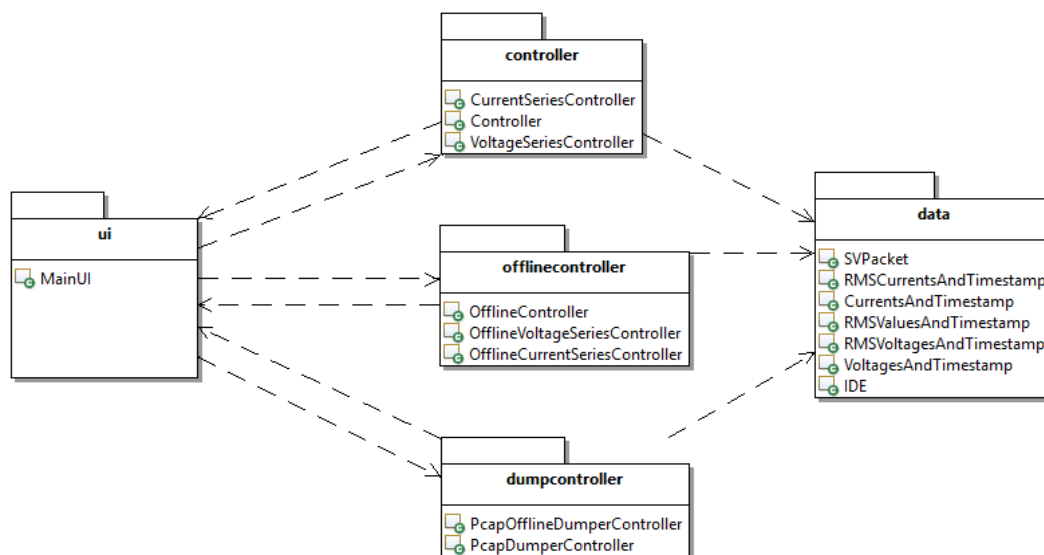 controller
CurrentSeriesController
Controller
VoltageSeriesController
ui
MainUI
offlinecontroller
OfflineController
OfflineVoltageSeriesController
OfflineCurrentSeriesController
data
SVPacket
RMSCurrentsAndTimestamp
CurrentsAndTimestamp
RMSValuesAndTimestamp
RMSVoltagesAndTimestamp
VoltagesAndTimestamp
IDE
dumpcontroller
PcapOfflineDumperController
PcapDumperController